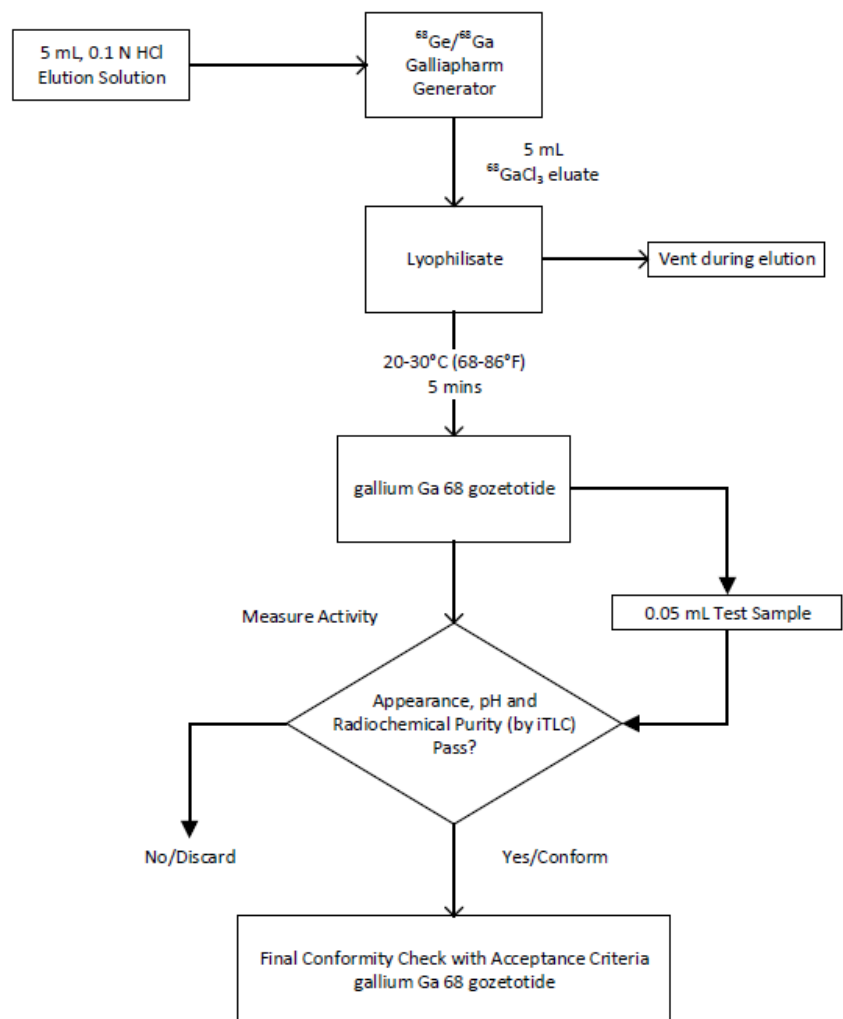 5 mL, 0.1 N HCl
Elution Solution
⁶⁸Ge/⁶⁸Ga
Galliapharm
Generator
5 mL
⁶⁸GaCl₃ eluate
Lyophilisate
Vent during elution
20-30°C (68-86°F)
5 mins
gallium Ga 68 gozetotide
Measure Activity
0.05 mL Test Sample
Appearance, pH and
Radiochemical Purity (by iTLC)
Pass?
No/Discard
Yes/Conform
Final Conformity Check with Acceptance Criteria
gallium Ga 68 gozetotide